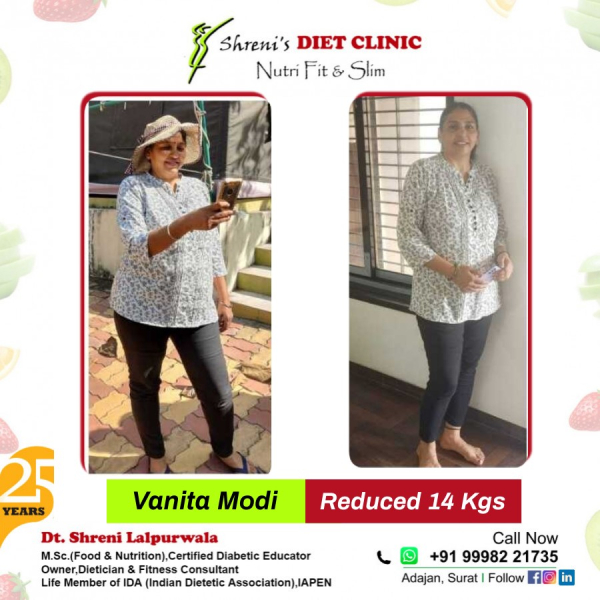 Shreni's DIET CLINIC
Nutri Fit & Slim
Vanita Modi
Reduced 14 Kgs
25
YEARS
Dt. Shreni Lalpurwala
M.Sc.(Food & Nutrition),Certified Diabetic Educator
Owner,Dietician & Fitness Consultant
Life Member of IDA (Indian Dietetic Association),IAPEN
Call Now
+91 99982 21735
Adajan, Surat I Follow